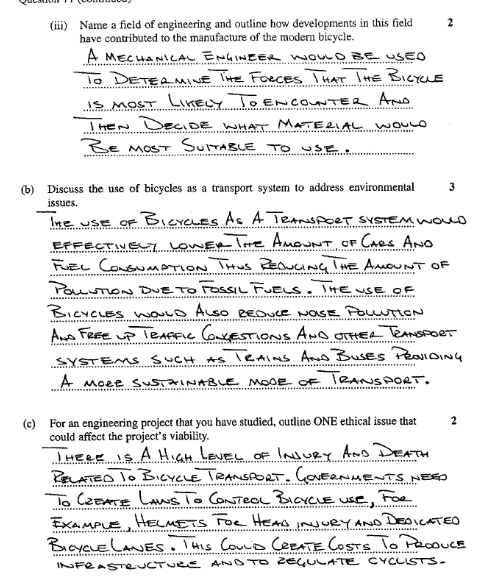 Question 11 (continued)
(iii) Name a field of engineering and outline how developments in this field 2
have contributed to the manufacture of the modern bicycle.
A MECHANICAL ENGINEER WOULD BE USED
TO DETERMINE THE FORCES THAT THE BICYCLE
IS MOST LIKELY TO ENCOUNTER AND
THEN DECIDE WHAT MATERIAL WOULD
BE MOST SUITABLE TO USE.
(b) Discuss the use of bicycles as a transport system to address environmental 3
issues.
THE USE OF BICYCLES AS A TRANSPORT SYSTEM WOULD
EFFECTIVELY LOWER THE AMOUNT OF CARS AND
FUEL CONSUMPTION THUS REDUCING THE AMOUNT OF
POLLUTION DUE TO FOSSIL FUELS. THE USE OF
BICYCLES WOULD ALSO REDUCE NOISE POLLUTION
AND FREE UP TRAFFIC CONGESTIONS AND OTHER TRANSPORT
SYSTEMS SUCH AS TRAINS AND BUSES PROVIDING
A MORE SUSTAINABLE MODE OF TRANSPORT.
(c) For an engineering project that you have studied, outline ONE ethical issue that 2
could affect the project's viability.
THERE IS A HIGH LEVEL OF INJURY AND DEATH
RELATED TO BICYCLE TRANSPORT. GOVERNMENTS NEED
TO CREATE LAWS TO CONTROL BICYCLE USE, FOR
EXAMPLE, HELMETS FOR HEAD INJURY AND DEDICATED
BICYCLE LANES. THIS COULD CREATE COSTS TO PRODUCE
INFRASTRUCTURE AND TO REGULATE CYCLISTS.